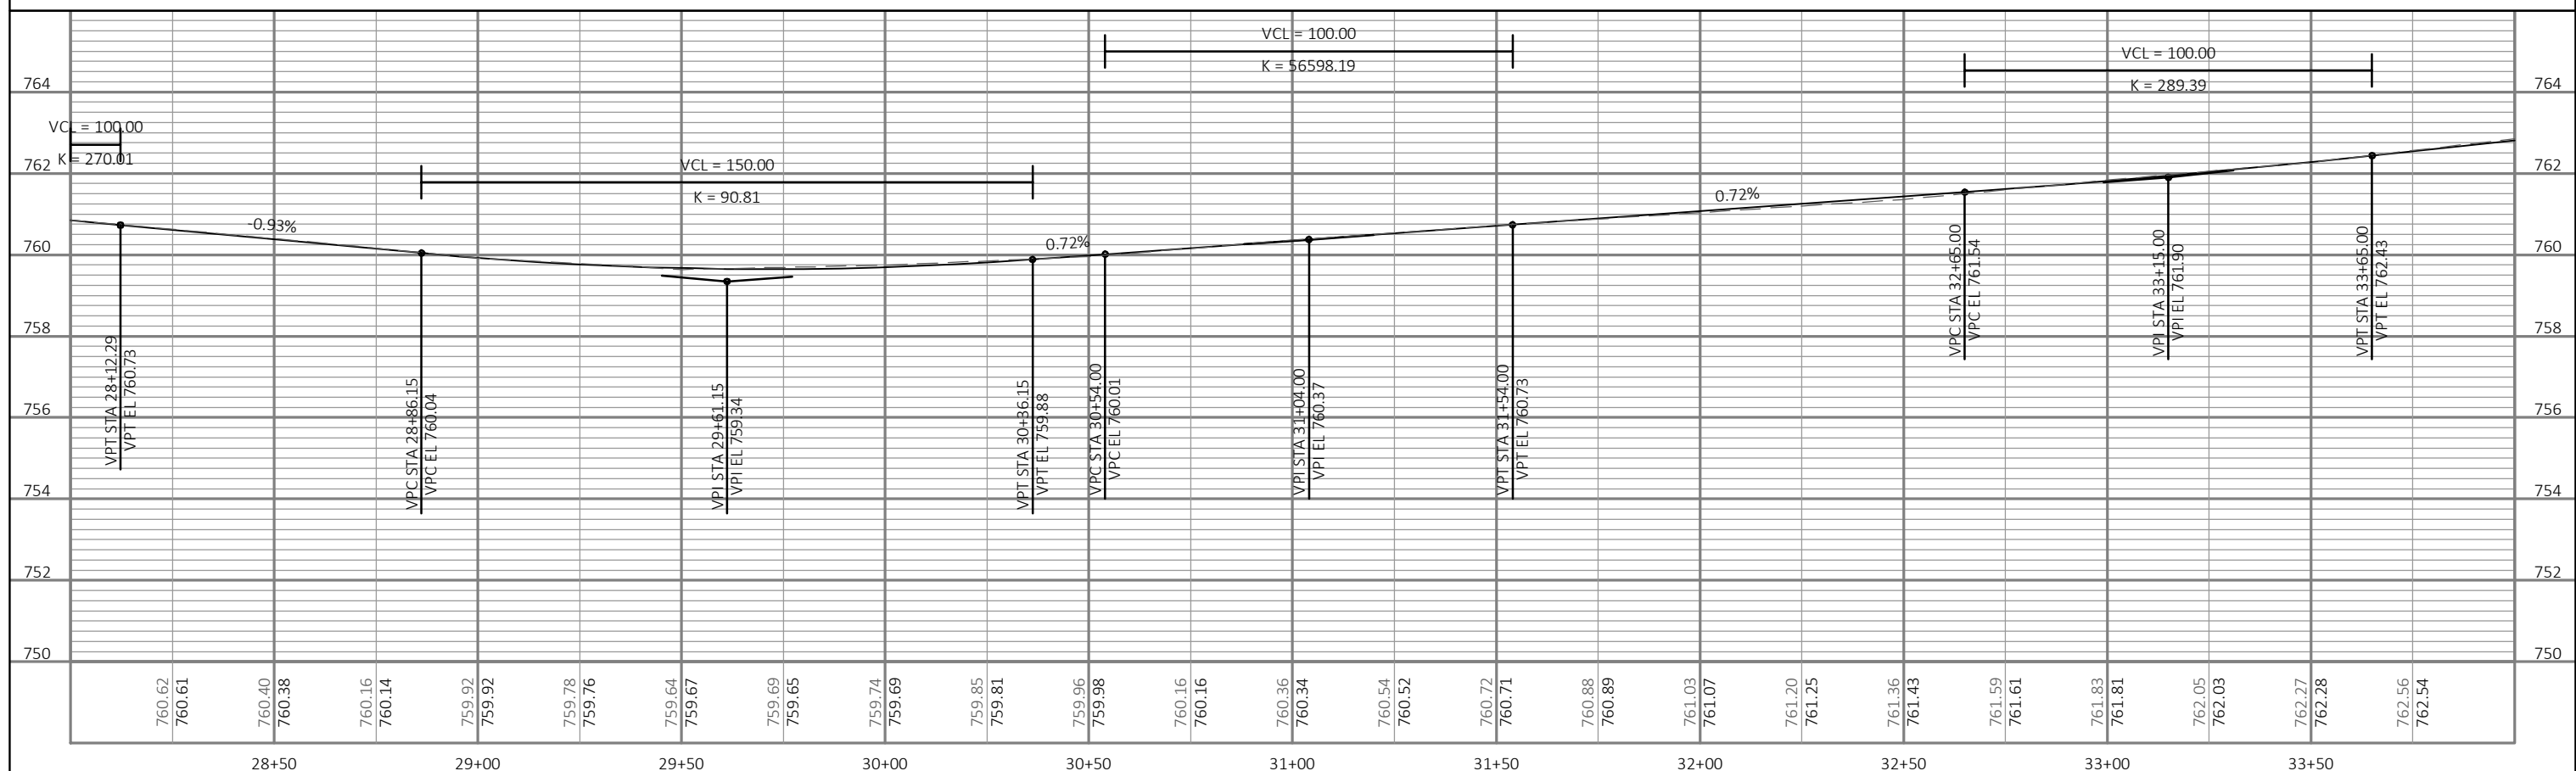 VCL = 100.00
K = 56598.19
VCL = 100.00
K = 289.39
764
764
VCL = 100.00
K = 270.01
762
762
VCL = 150.00
K = 90.81
-0.93%
0.72%
0.72%
760
760
758
758
756
756
754
754
752
752
750
750
VPT STA 28+12.29
VPT EL 760.73
VPC STA 28+86.15
VPC EL 760.04
VPI STA 29+61.15
VPI EL 759.34
VPT STA 30+36.15
VPT EL 759.88
VPC STA 30+54.00
VPC EL 760.01
VPI STA 31+04.00
VPI EL 760.37
VPT STA 31+54.00
VPT EL 760.73
VPC STA 32+65.00
VPC EL 761.54
VPI STA 33+15.00
VPI EL 761.90
VPT STA 33+65.00
VPT EL 762.43
760.62
760.61
760.40
760.38
760.16
760.14
759.92
759.92
759.78
759.76
759.64
759.67
759.69
759.65
759.74
759.69
759.85
759.81
759.96
759.98
760.16
760.16
760.36
760.34
760.54
760.52
760.72
760.71
760.88
760.89
761.03
761.07
761.20
761.25
761.36
761.43
761.59
761.61
761.83
761.81
762.05
762.03
762.27
762.28
762.56
762.54
28+50
29+00
29+50
30+00
30+50
31+00
31+50
32+00
32+50
33+00
33+50